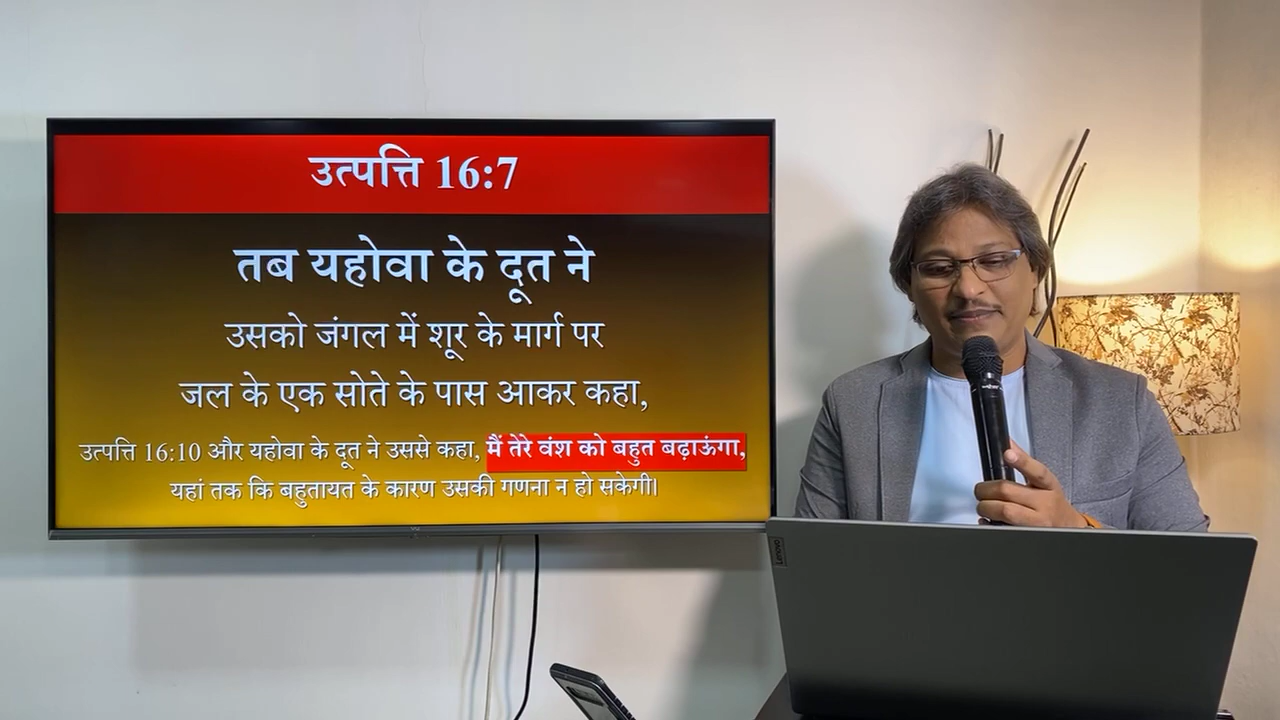 उत्पत्ति 16:7
तब यहोवा के दूत ने
उसको जंगल में शूर के मार्ग पर
जल के एक सोते के पास आकर कहा,
उत्पत्ति 16:10 और यहोवा के दूत ने उससे कहा, मैं तेरे वंश को बहुत बढ़ाऊंगा,
यहां तक कि बहुतायत के कारण उसकी गणना न हो सकेगी।
Lenovo